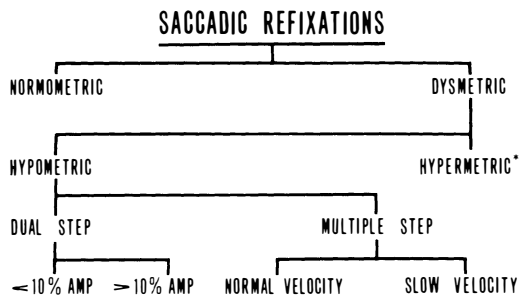 SACCADIC REFIXATIONS
NORMOMETRIC DYSMETRIC
HYPOMETRIC HYPERMETRIC*
DUAL STEP MULTIPLE STEP
<10% AMP >10% AMP NORMAL VELOCITY SLOW VELOCITY